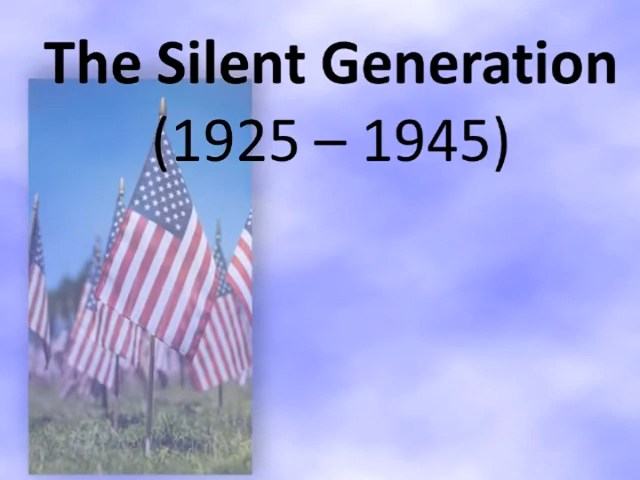 The Silent Generation
(1925 – 1945)